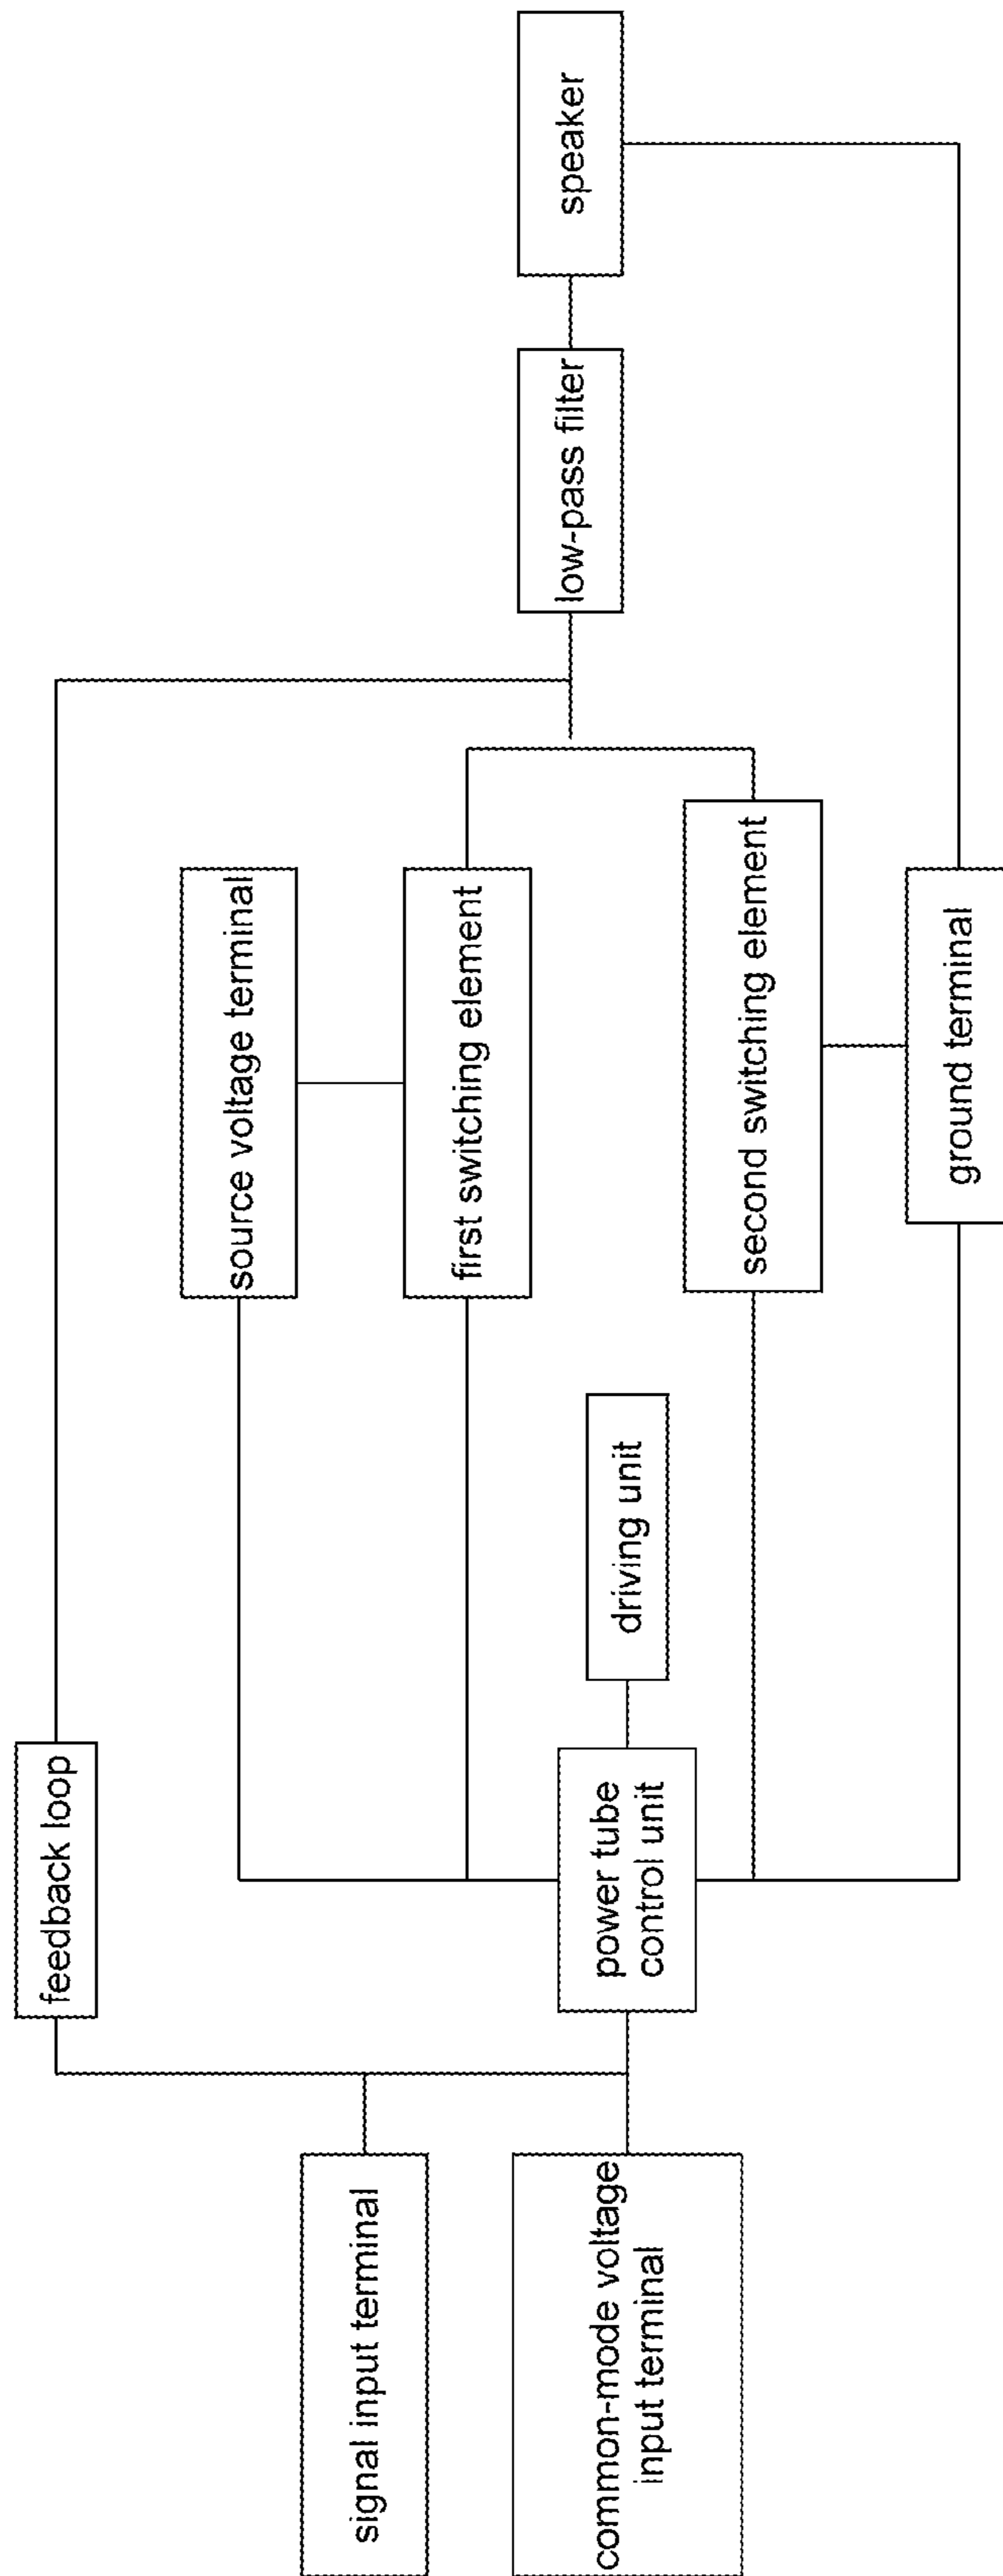 feedback loop
source voltage terminal
signal input terminal
first switching element
low-pass filter
speaker
common-mode voltage
input terminal
power tube
control unit
driving unit
second switching element
ground terminal